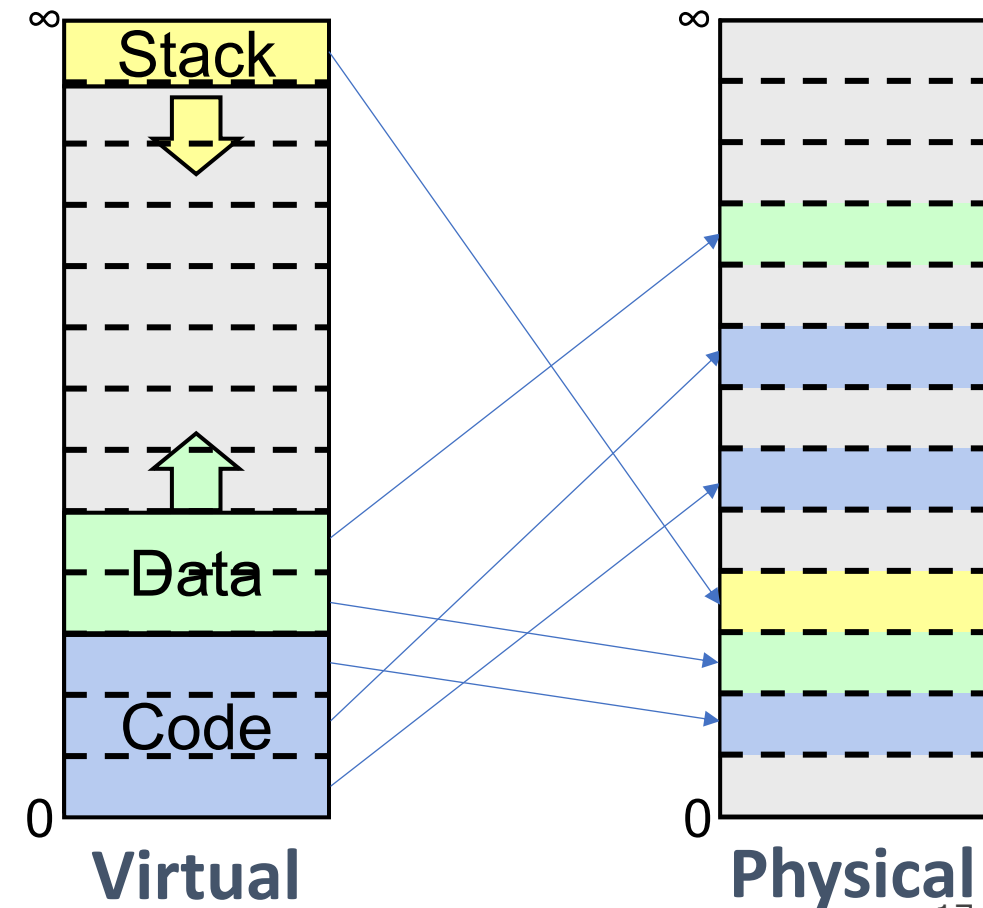 ∞
Stack
Data
Code
0
Virtual
∞
0
Physical